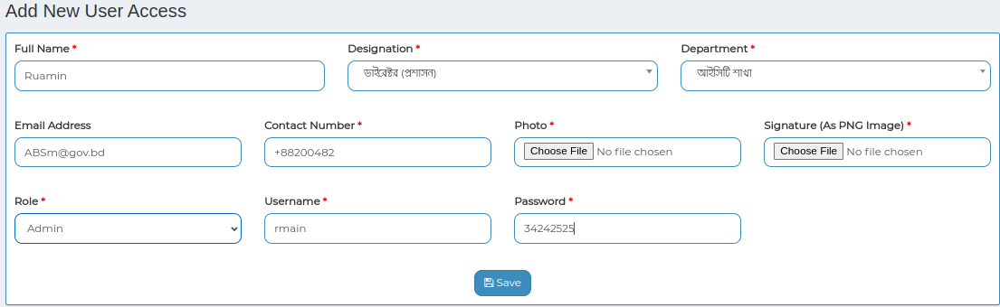 Add New User Access
Full Name * Designation * Department *
Ruamin ডাইরেক্টর (প্রশাসন) আইসিটি শাখা
Email Address Contact Number * Photo * Signature (As PNG Image) *
ABSm@gov.bd +88200482 Choose File No file chosen Choose File No file chosen
Role * Username * Password *
Admin rmain 34242525
Save